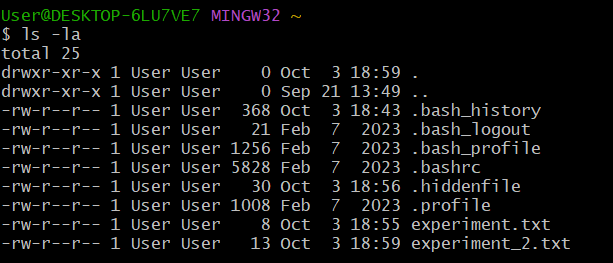 User@DESKTOP-6LU7VE7 MINGW32 ~
$ ls -la
total 25
drwxr-xr-x 1 User User    0 Oct  3 18:59 .
drwxr-xr-x 1 User User    0 Sep 21 13:49 ..
-rw-r--r-- 1 User User  368 Oct  3 18:43 .bash_history
-rw-r--r-- 1 User User   21 Feb  7  2023 .bash_logout
-rw-r--r-- 1 User User 1256 Feb  7  2023 .bash_profile
-rw-r--r-- 1 User User 5828 Feb  7  2023 .bashrc
-rw-r--r-- 1 User User   30 Oct  3 18:56 .hiddenfile
-rw-r--r-- 1 User User 1008 Feb  7  2023 .profile
-rw-r--r-- 1 User User    8 Oct  3 18:55 experiment.txt
-rw-r--r-- 1 User User   13 Oct  3 18:59 experiment_2.txt